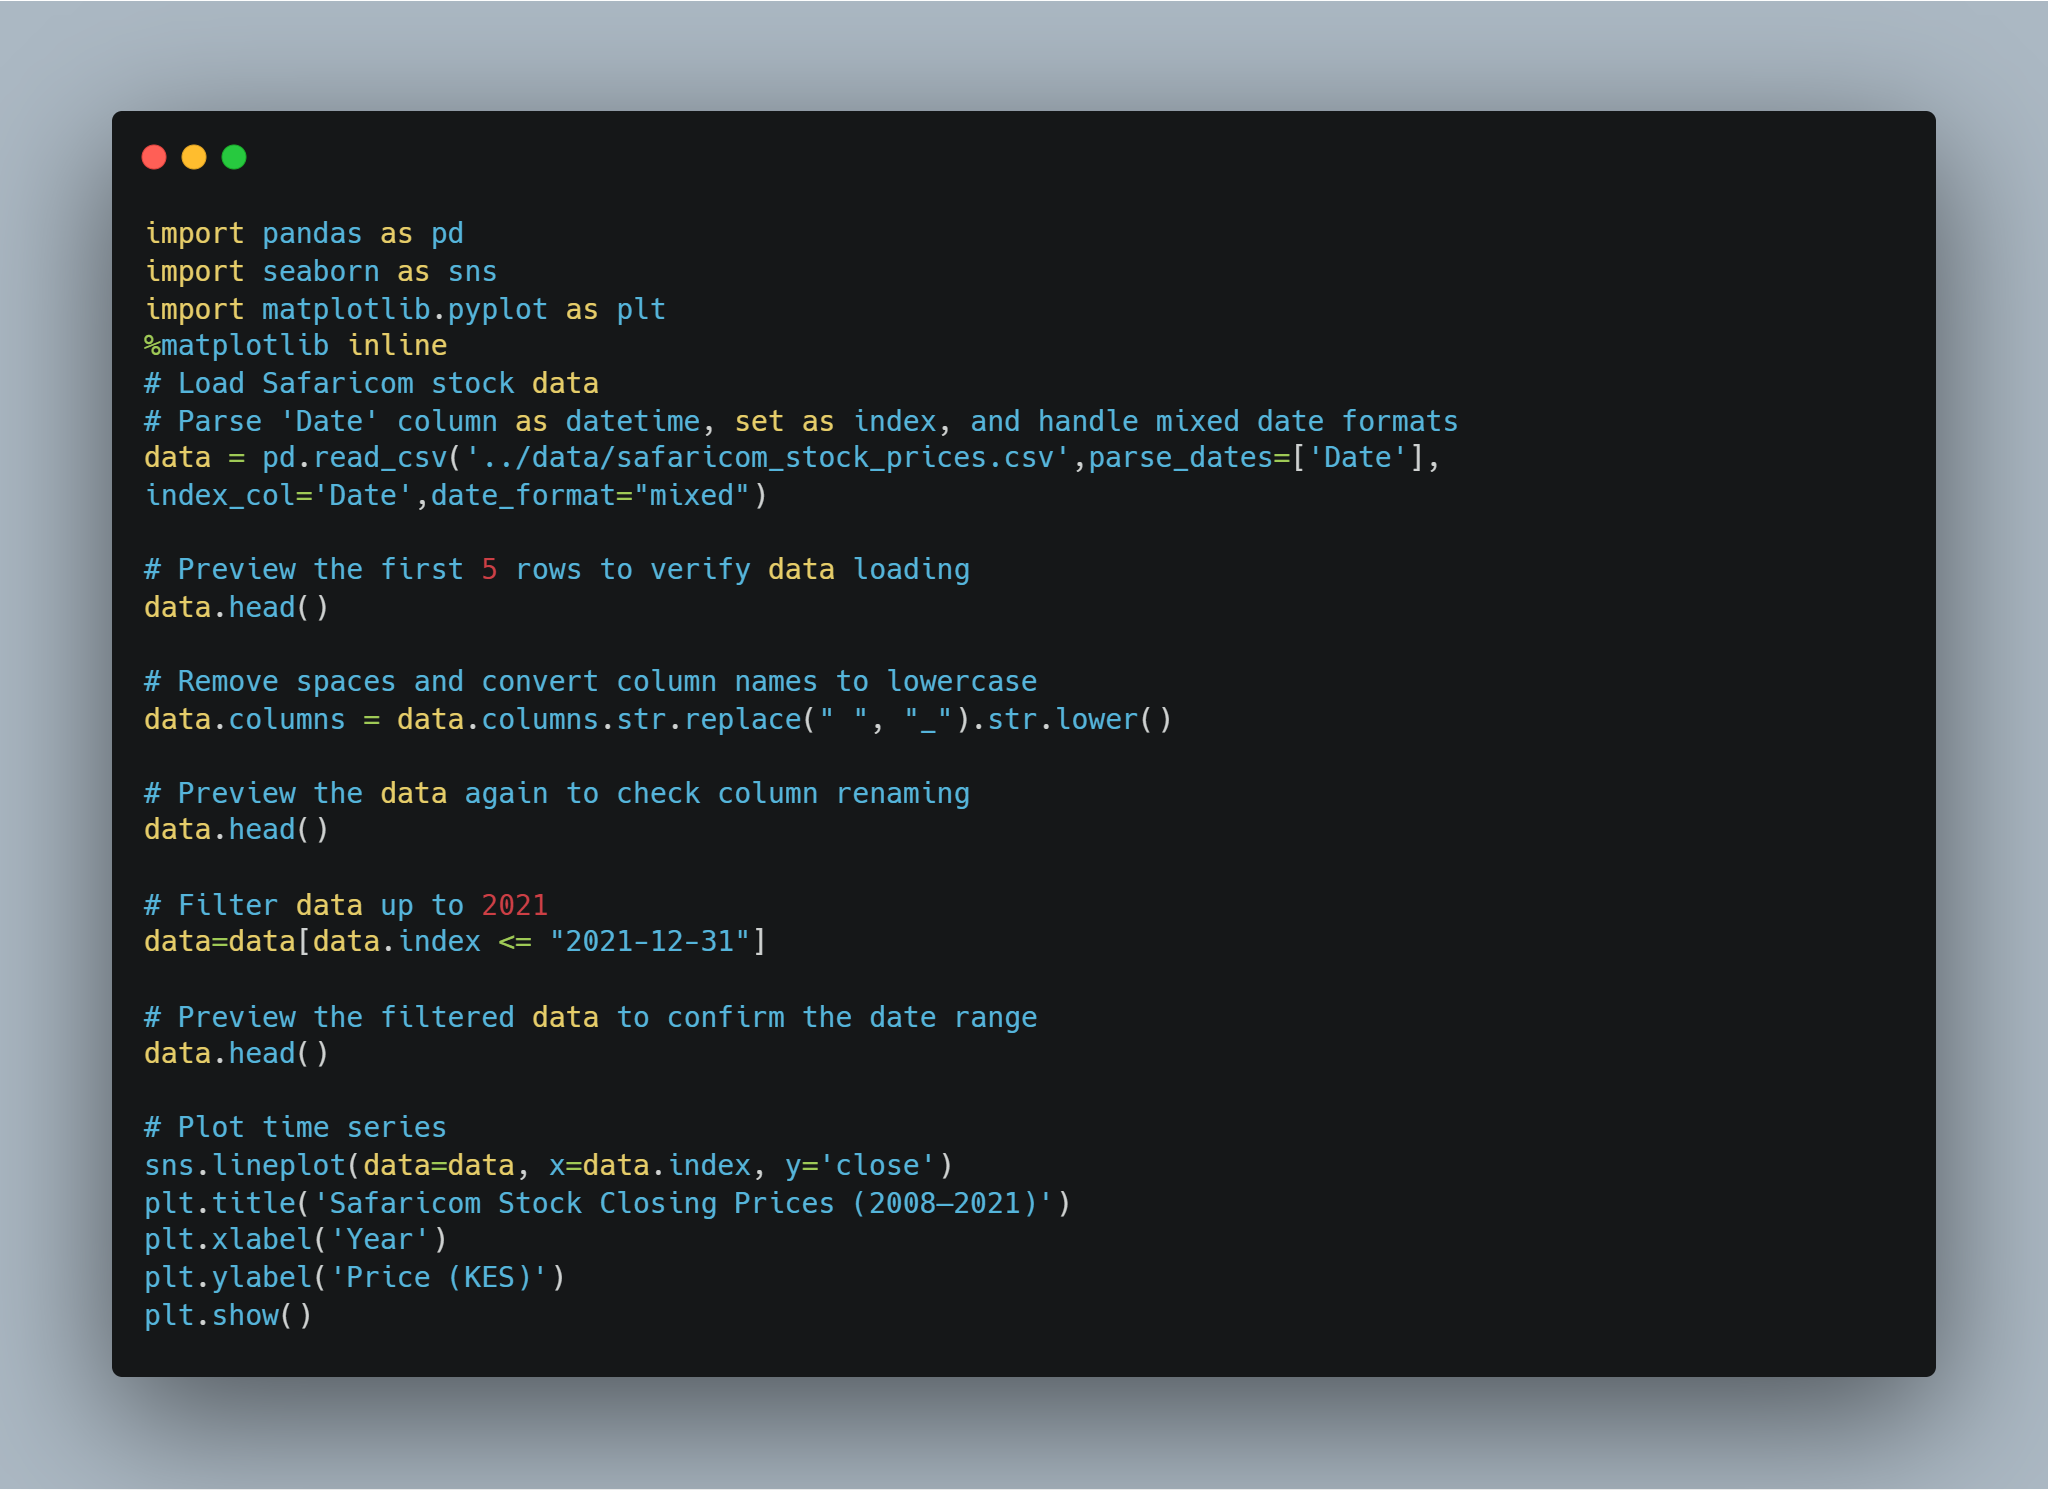 import pandas as pd
import seaborn as sns
import matplotlib.pyplot as plt
%matplotlib inline
# Load Safaricom stock data
# Parse 'Date' column as datetime, set as index, and handle mixed date formats
data = pd.read_csv('../data/safaricom_stock_prices.csv',parse_dates=['Date'],
index_col='Date',date_format="mixed")

# Preview the first 5 rows to verify data loading
data.head()

# Remove spaces and convert column names to lowercase
data.columns = data.columns.str.replace(" ", "_").str.lower()

# Preview the data again to check column renaming
data.head()

# Filter data up to 2021
data=data[data.index <= "2021-12-31"]

# Preview the filtered data to confirm the date range
data.head()

# Plot time series
sns.lineplot(data=data, x=data.index, y='close')
plt.title('Safaricom Stock Closing Prices (2008–2021)')
plt.xlabel('Year')
plt.ylabel('Price (KES)')
plt.show()